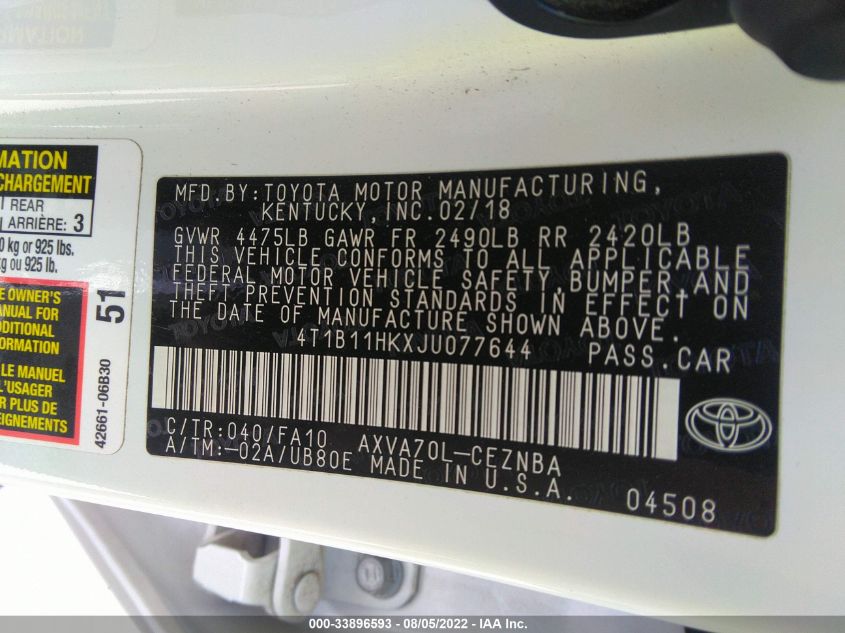 MATION
CHARGEMENT
REAR
ARRIÈRE: 3
0 kg or 925 lbs.
kg ou 925 lb.
E OWNER'S
MANUAL FOR
ADDITIONAL
FORMATION
LE MANUEL
L'USAGER
R PLUS DE
EIGNEMENTS
51
42661-06B30
MFD.BY:TOYOTA MOTOR MANUFACTURING,
KENTUCKY, INC.02/18
GVWR 4475LB GAWR FR 2490LB RR 2420LB
THIS VEHICLE CONFORMS TO ALL APPLICABLE
FEDERAL MOTOR VEHICLE SAFETY, BUMPER, AND
THEFT PREVENTION STANDARDS IN EFFECT ON
THE DATE OF MANUFACTURE SHOWN ABOVE.
4T1B11HKXJU077644 PASS.CAR
C/TR:040/FA10 AXVA70L-CEZNBA
A/TM:-02A/UB80E MADE IN U.S.A.
04508
000-33896593 - 08/05/2022 - IAA Inc.